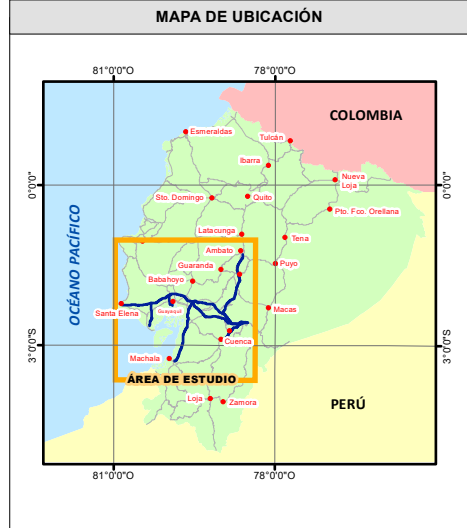 MAPA DE UBICACIÓN
81°0'0"O
78°0'0"O
COLOMBIA
Esmeraldas
Tulcán
Ibarra
Nueva
Loja
0°0'0"
0°0'0"
Sto. Domingo
Quito
Pto. Fco. Orellana
OCÉANO PACÍFICO
Latacunga
Tena
Ambato
Guaranda
Puyo
Babahoyo
Guayaquil
Santa Elena
Macas
3°0'0"S
3°0'0"S
Cuenca
Machala
ÁREA DE ESTUDIO
Loja
Zamora
PERÚ
81°0'0"O
78°0'0"O